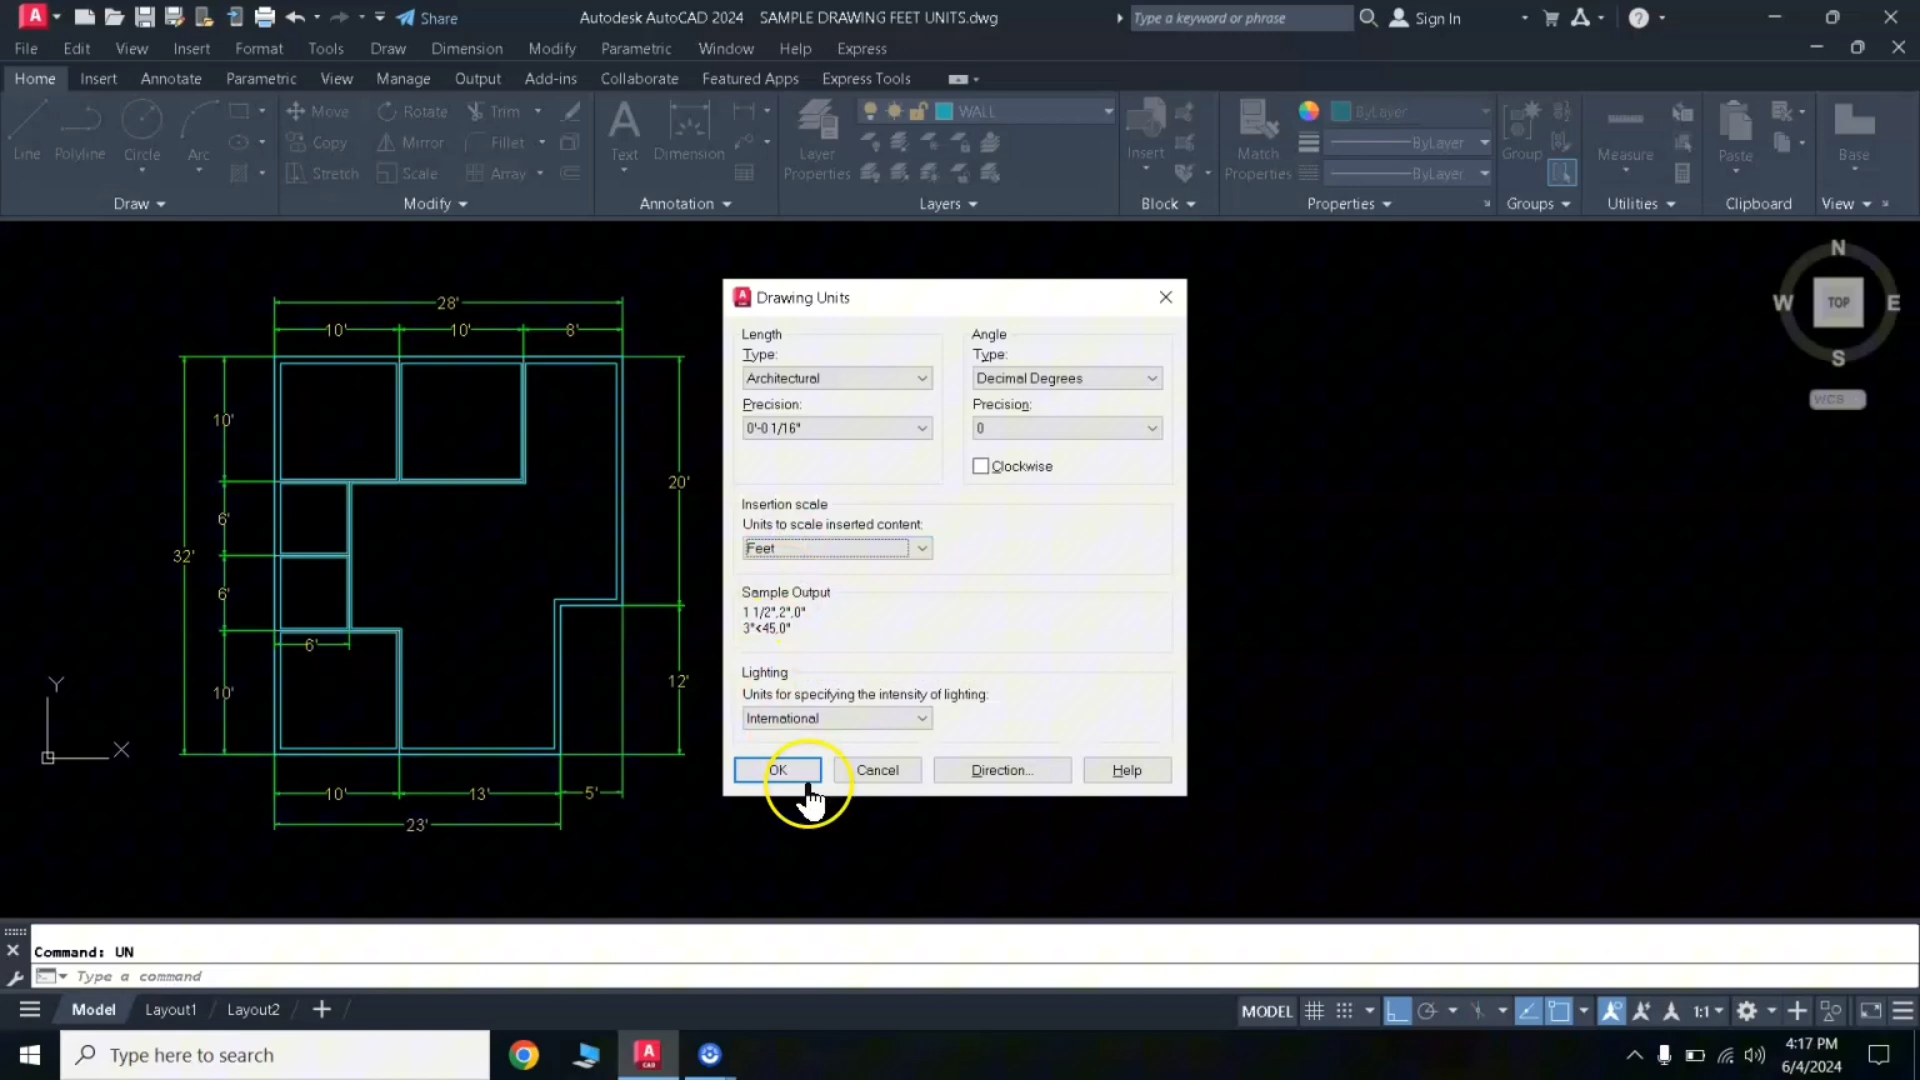 Share
Autodesk AutoCAD 2024 SAMPLE DRAWING FEET UNITS.dwg
Type a keyword or phrase
Sign In
File Edit View Insert Format Tools Draw Dimension Modify Parametric Window Help Express
Home Insert Annotate Parametric View Manage Output Add-ins Collaborate Featured Apps Express Tools
Line Polyline Circle Arc
Move Rotate Trim
Copy Mirror Fillet
Stretch Scale Array
Text Dimension
Layer Properties
WALL
Insert
Match Properties
ByLayer
ByLayer
ByLayer
Group
Measure
Paste
Base
Draw Modify Annotation Layers Block Properties Groups Utilities Clipboard View
N
W TOP E
S
WCS
28'
10' 10' 8'
10'
20'
6'
32'
6'
6'
12'
10'
Y
X
10' 13' 5'
23'
Drawing Units
Length
Type:
Architectural
Precision:
0'-0 1/16"
Angle
Type:
Decimal Degrees
Precision:
0
Clockwise
Insertion scale
Units to scale inserted content:
Feet
Sample Output
1 1/2",2",0"
3"<45,0"
Lighting
Units for specifying the intensity of lighting:
International
OK Cancel Direction... Help
Command: UN
Type a command
Model Layout1 Layout2
MODEL
1:1
Type here to search
4:17 PM
6/4/2024